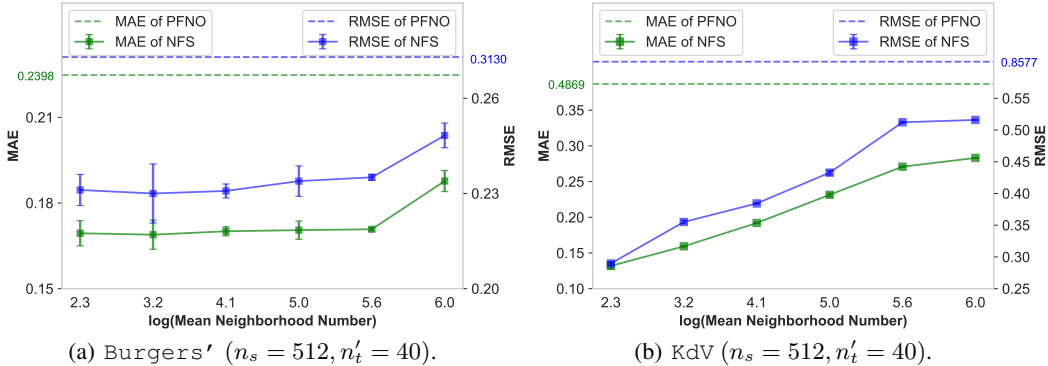 MAE of PFNO
MAE of NFS
RMSE of PFNO
RMSE of NFS
0.3130
0.2398
0.26
0.21
MAE
RMSE
0.18
0.23
0.15
0.20
2.3 3.2 4.1 5.0 5.6 6.0
log(Mean Neighborhood Number)
(a) Burgers' (n_s = 512, n'_t = 40).
MAE of PFNO
MAE of NFS
RMSE of PFNO
RMSE of NFS
0.8577
0.4869
0.35
0.55
0.30
0.50
MAE
RMSE
0.25
0.45
0.20
0.40
0.15
0.35
0.10
0.30
0.25
2.3 3.2 4.1 5.0 5.6 6.0
log(Mean Neighborhood Number)
(b) KdV (n_s = 512, n'_t = 40).